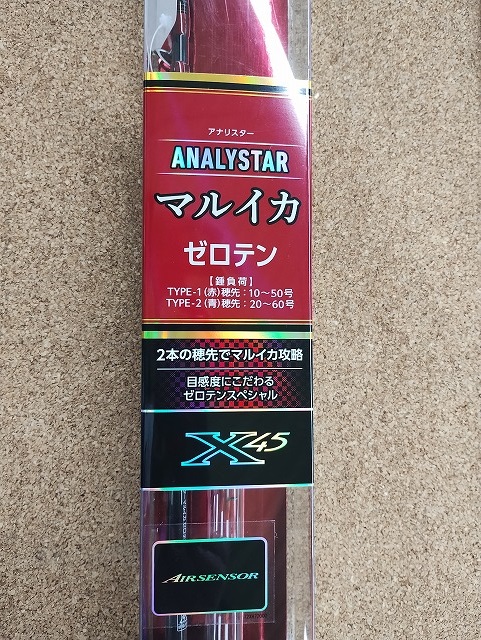 アナリスター
ANALYSTAR
マルイカ
ゼロテン
【錘負荷】
TYPE-1(赤)穂先:10~50号
TYPE-2(青)穂先:20~60号
2本の穂先でマルイカ攻略
目感度にこだわる
ゼロテンスペシャル
X45
AIRSENSOR